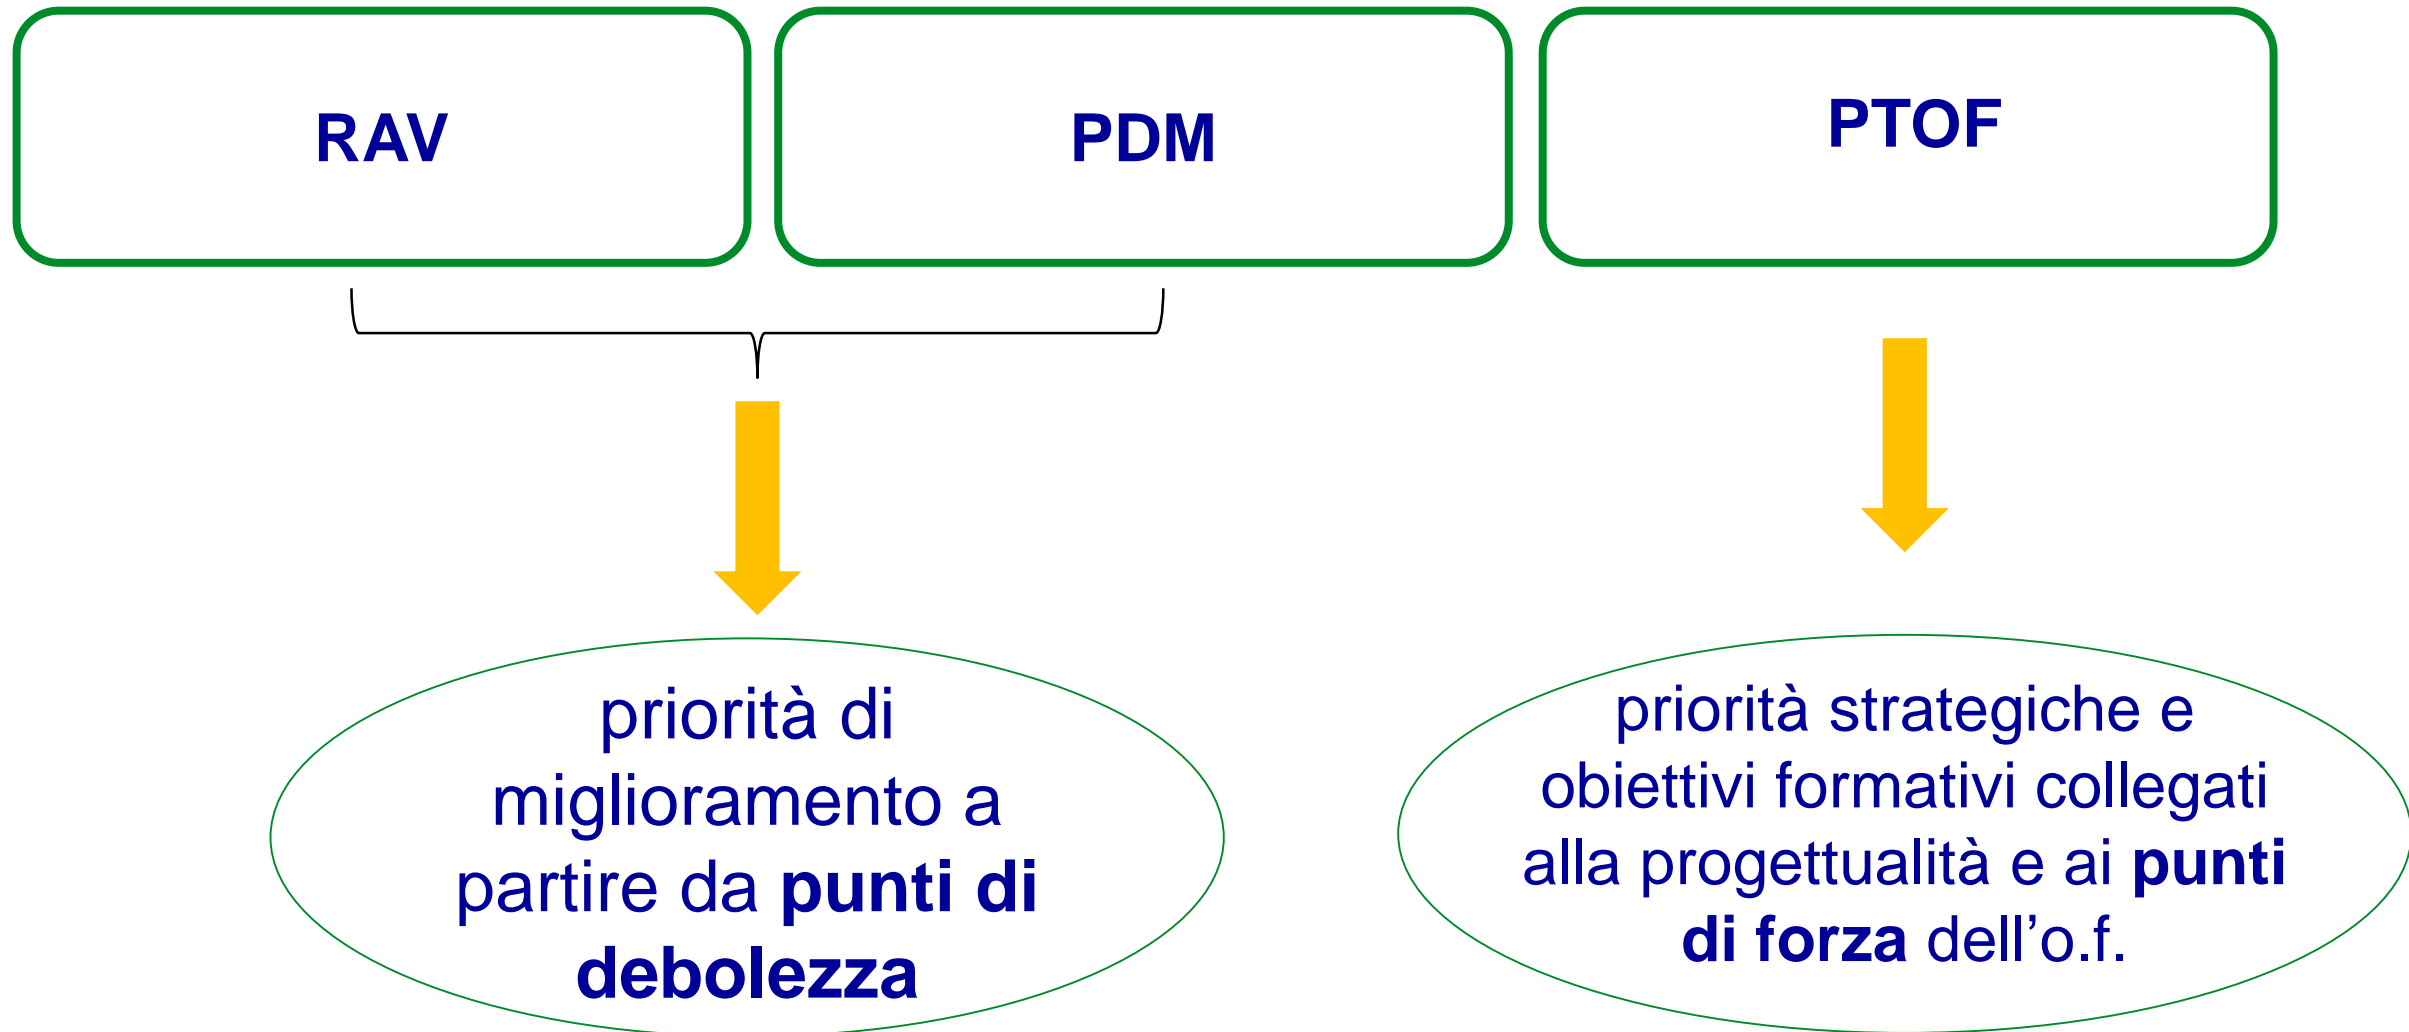 RAV
PDM
PTOF
priorità di
miglioramento a
partire da punti di
debolezza
priorità strategiche e
obiettivi formativi collegati
alla progettualità e ai punti
di forza dell’o.f.